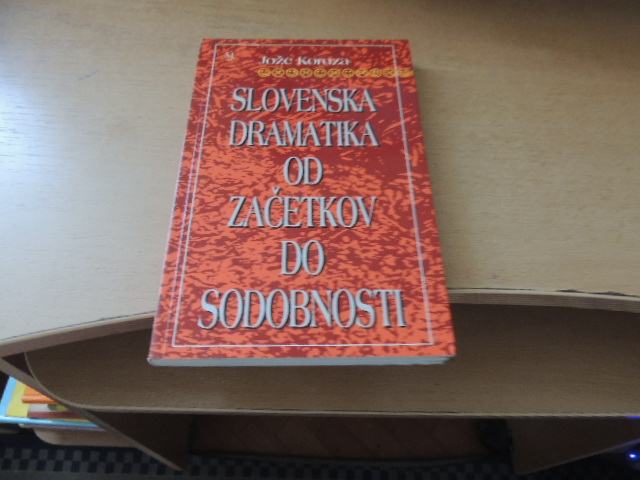 Jože Koruza
SLOVENSKA
DRAMATIKA
OD
ZAČETKOV
DO
SODOBNOSTI